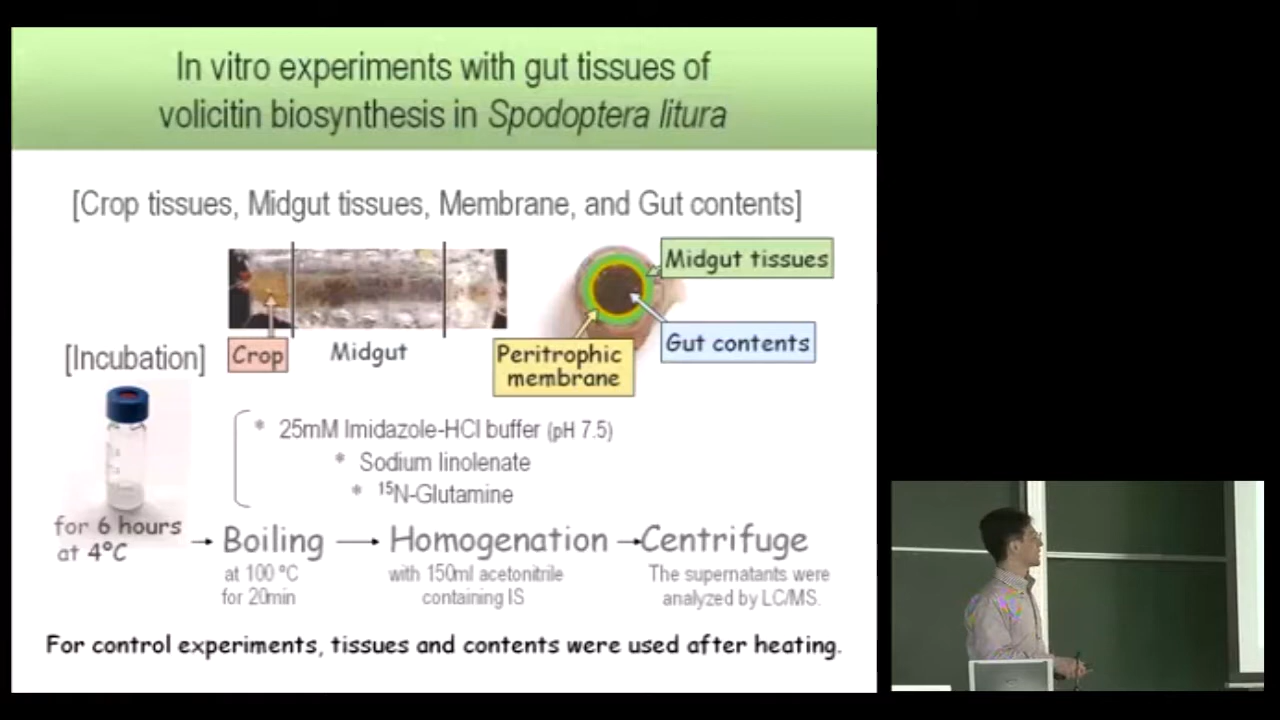 In vitro experiments with gut tissues of
volicitin biosynthesis in Spodoptera litura
[Crop tissues, Midgut tissues, Membrane, and Gut contents]
Midgut tissues
Gut contents
Peritrophic
membrane
Crop
Midgut
[Incubation]
* 25mM Imidazole-HCl buffer (pH 7.5)
* Sodium linolenate
* ¹⁵N-Glutamine
for 6 hours
at 4°C
→ Boiling → Homogenation → Centrifuge
at 100 °C
for 20min
with 150ml acetonitrile
containing IS
The supernatants were
analyzed by LC/MS.
For control experiments, tissues and contents were used after heating.